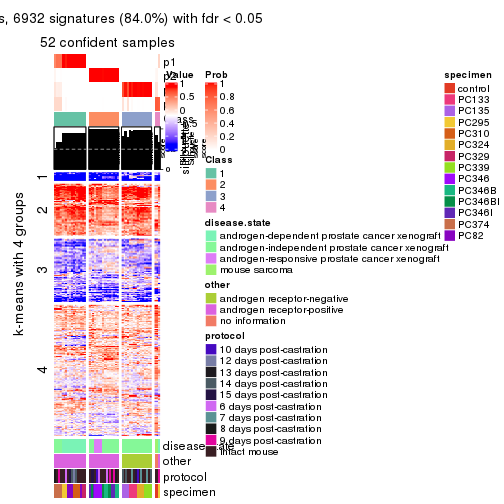 s, 6932 signatures (84.0%) with fdr < 0.05
52 confident samples
p1
p2
Value
1
0.5
0
Prob
1
0.8
0.6
0.4
0.2
0
Class
1
2
3
4
disease.state
androgen-dependent prostate cancer xenograft
androgen-independent prostate cancer xenograft
androgen-responsive prostate cancer xenograft
mouse sarcoma
other
androgen receptor-negative
androgen receptor-positive
no information
protocol
10 days post-castration
12 days post-castration
13 days post-castration
14 days post-castration
15 days post-castration
6 days post-castration
7 days post-castration
8 days post-castration
9 days post-castration
intact mouse
specimen
control
PC133
PC135
PC295
PC310
PC324
PC329
PC339
PC346
PC346B
PC346BI
PC346I
PC374
PC82
k-means with 4 groups
1
2
3
4
disease.state
other
protocol
specimen